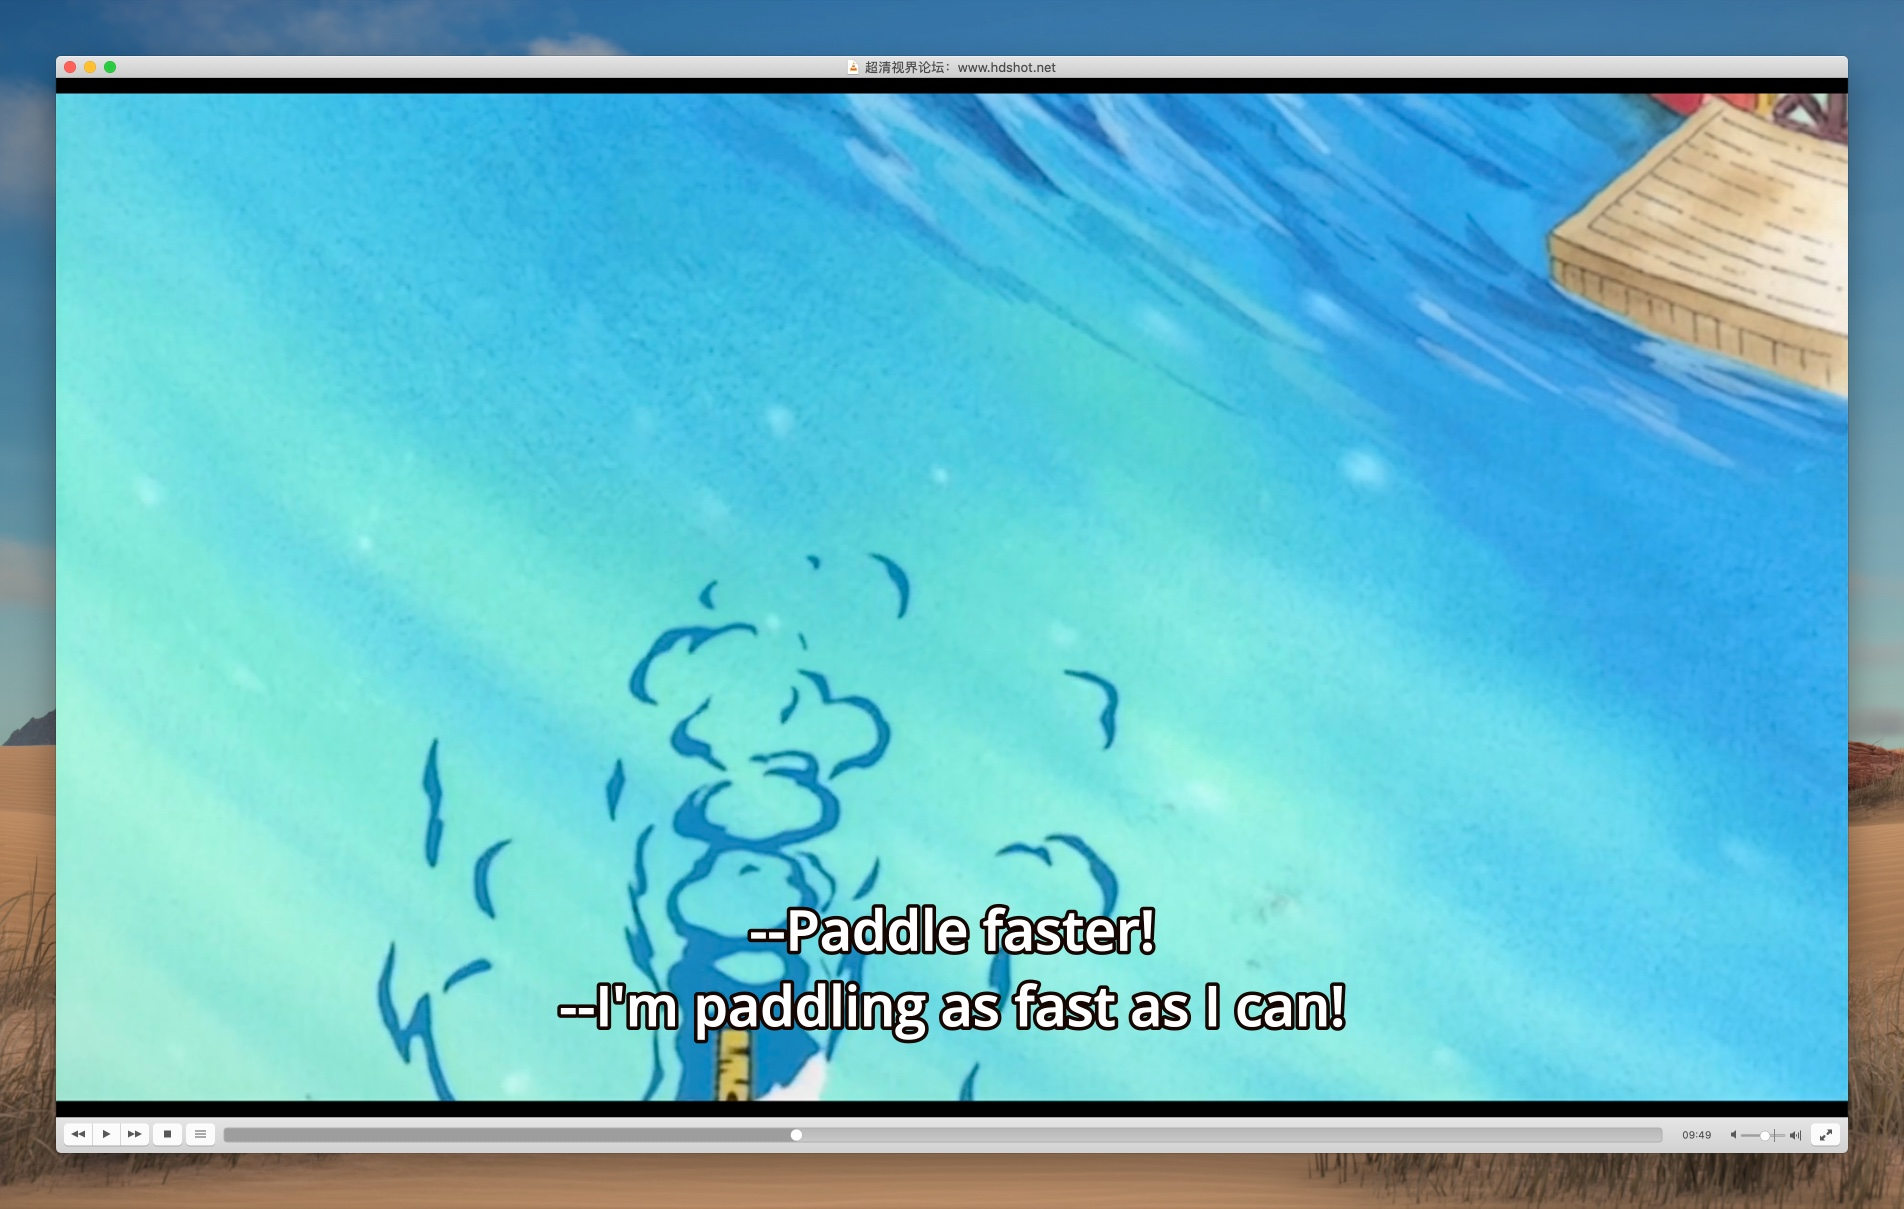 超清视界论坛：www.hdshot.net
--Paddle faster!
--I'm paddling as fast as I can!
09:49